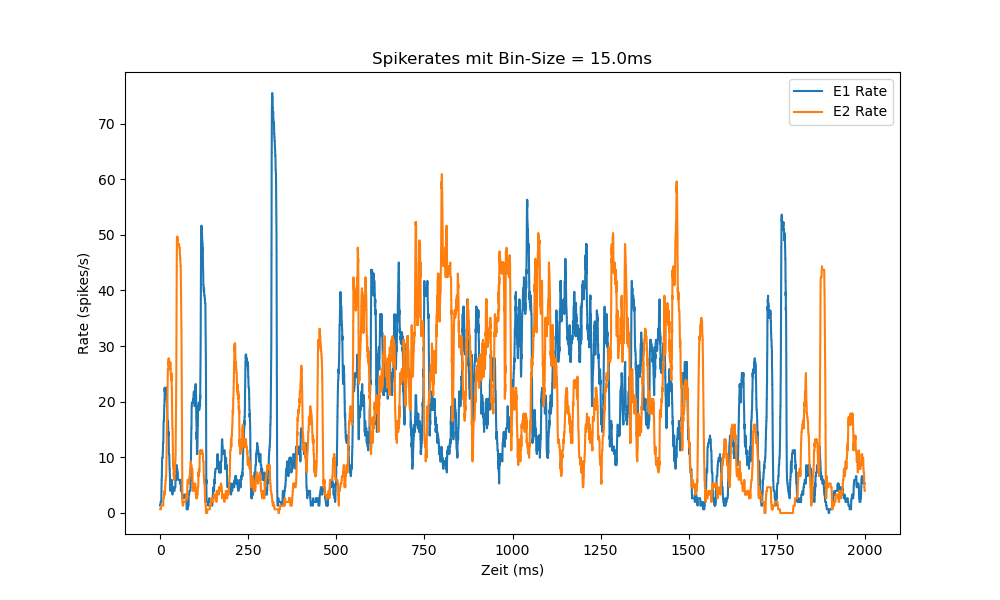 Spikerates mit Bin-Size = 15.0ms
E1 Rate
E2 Rate
Rate (spikes/s)
70
60
50
40
30
20
10
0
0 250 500 750 1000 1250 1500 1750 2000
Zeit (ms)